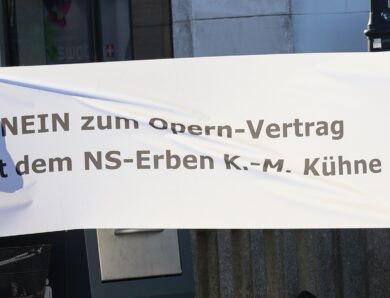 NEIN zum Opern-Vertrag
t dem NS-Erben K.-M. Kühne